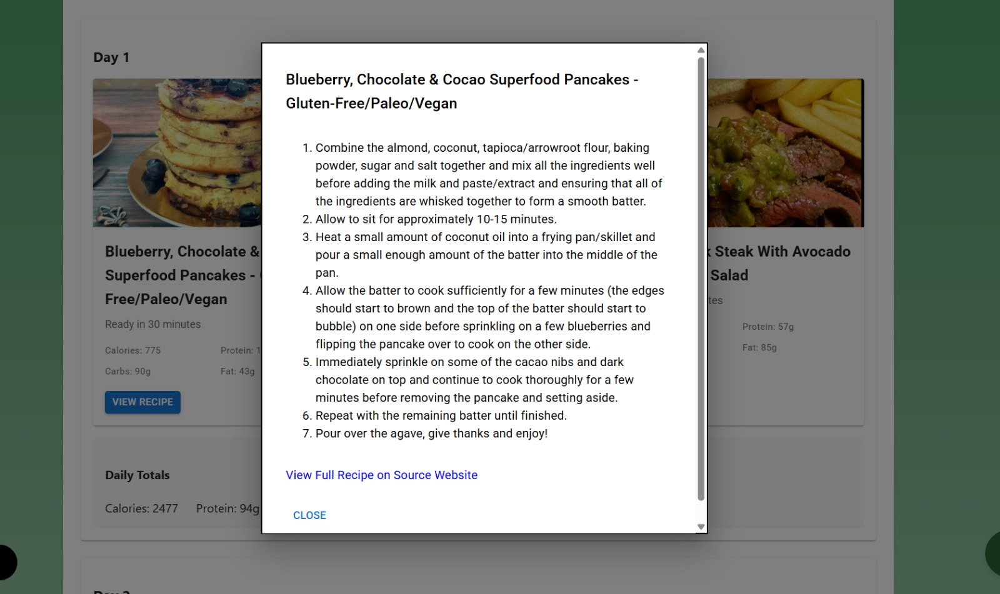 Day 1
Blueberry, Chocolate &
Superfood Pancakes -
Free/Paleo/Vegan
Ready in 30 minutes
Calories: 775 Protein: 1
Carbs: 90g Fat: 43g
VIEW RECIPE
Blueberry, Chocolate & Cocao Superfood Pancakes -
Gluten-Free/Paleo/Vegan
1. Combine the almond, coconut, tapioca/arrowroot flour, baking
powder, sugar and salt together and mix all the ingredients well
before adding the milk and paste/extract and ensuring that all of
the ingredients are whisked together to form a smooth batter.
2. Allow to sit for approximately 10-15 minutes.
3. Heat a small amount of coconut oil into a frying pan/skillet and
pour a small enough amount of the batter into the middle of the
pan.
4. Allow the batter to cook sufficiently for a few minutes (the edges
should start to brown and the top of the batter should start to
bubble) on one side before sprinkling on a few blueberries and
flipping the pancake over to cook on the other side.
5. Immediately sprinkle on some of the cacao nibs and dark
chocolate on top and continue to cook thoroughly for a few
minutes before removing the pancake and setting aside.
6. Repeat with the remaining batter until finished.
7. Pour over the agave, give thanks and enjoy!
View Full Recipe on Source Website
CLOSE
Steak With Avocado
Salad
Protein: 57g
Fat: 85g
Daily Totals
Calories: 2477 Protein: 94g